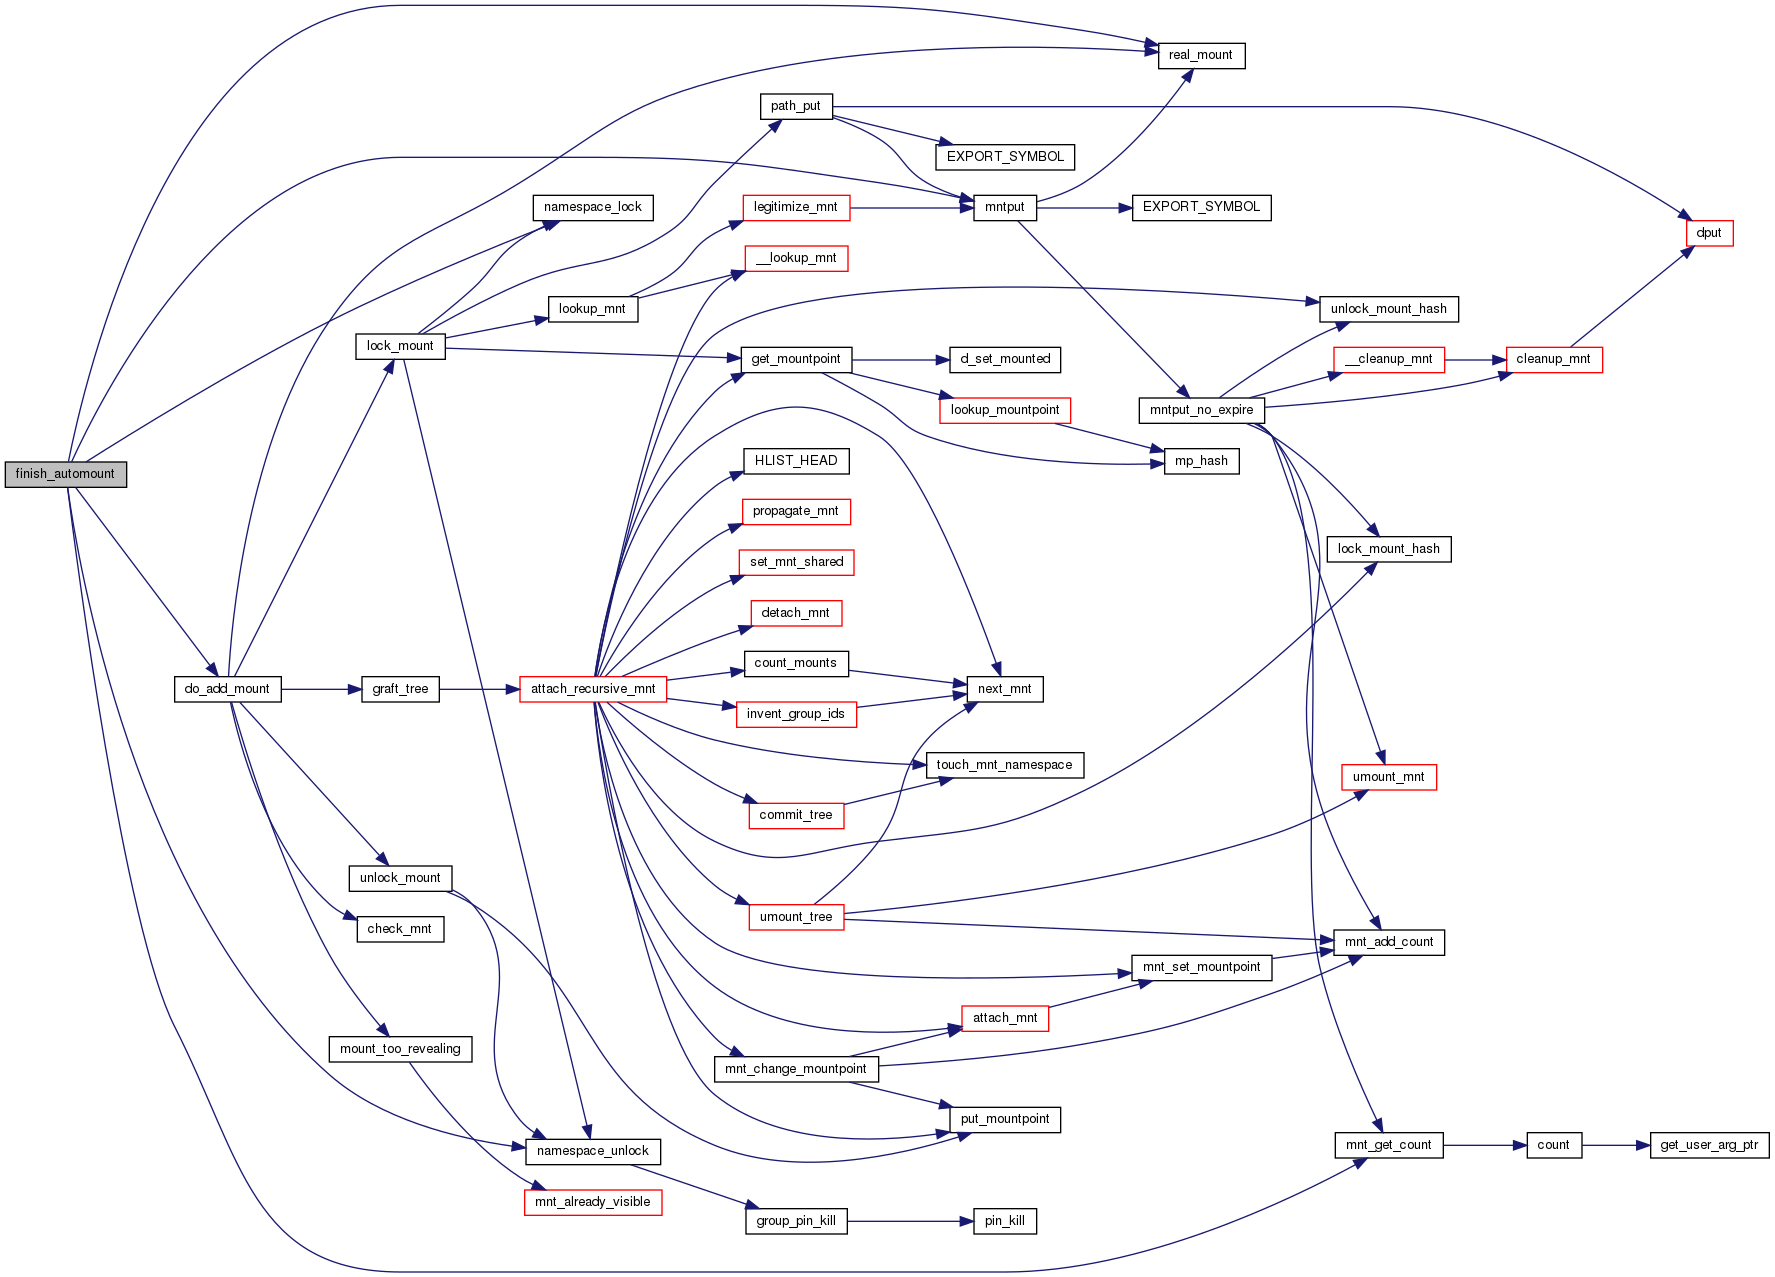 real_mount
path_put
EXPORT_SYMBOL
namespace_lock
legitimize_mnt
mntput
EXPORT_SYMBOL
dput
__lookup_mnt
lookup_mnt
unlock_mount_hash
lock_mount
get_mountpoint
d_set_mounted
__cleanup_mnt
cleanup_mnt
lookup_mountpoint
mntput_no_expire
finish_automount
HLIST_HEAD
mp_hash
propagate_mnt
set_mnt_shared
lock_mount_hash
detach_mnt
count_mounts
do_add_mount
graft_tree
attach_recursive_mnt
next_mnt
invent_group_ids
touch_mnt_namespace
umount_mnt
commit_tree
unlock_mount
umount_tree
check_mnt
mnt_add_count
mnt_set_mountpoint
attach_mnt
mount_too_revealing
mnt_change_mountpoint
put_mountpoint
namespace_unlock
mnt_get_count
count
get_user_arg_ptr
mnt_already_visible
group_pin_kill
pin_kill